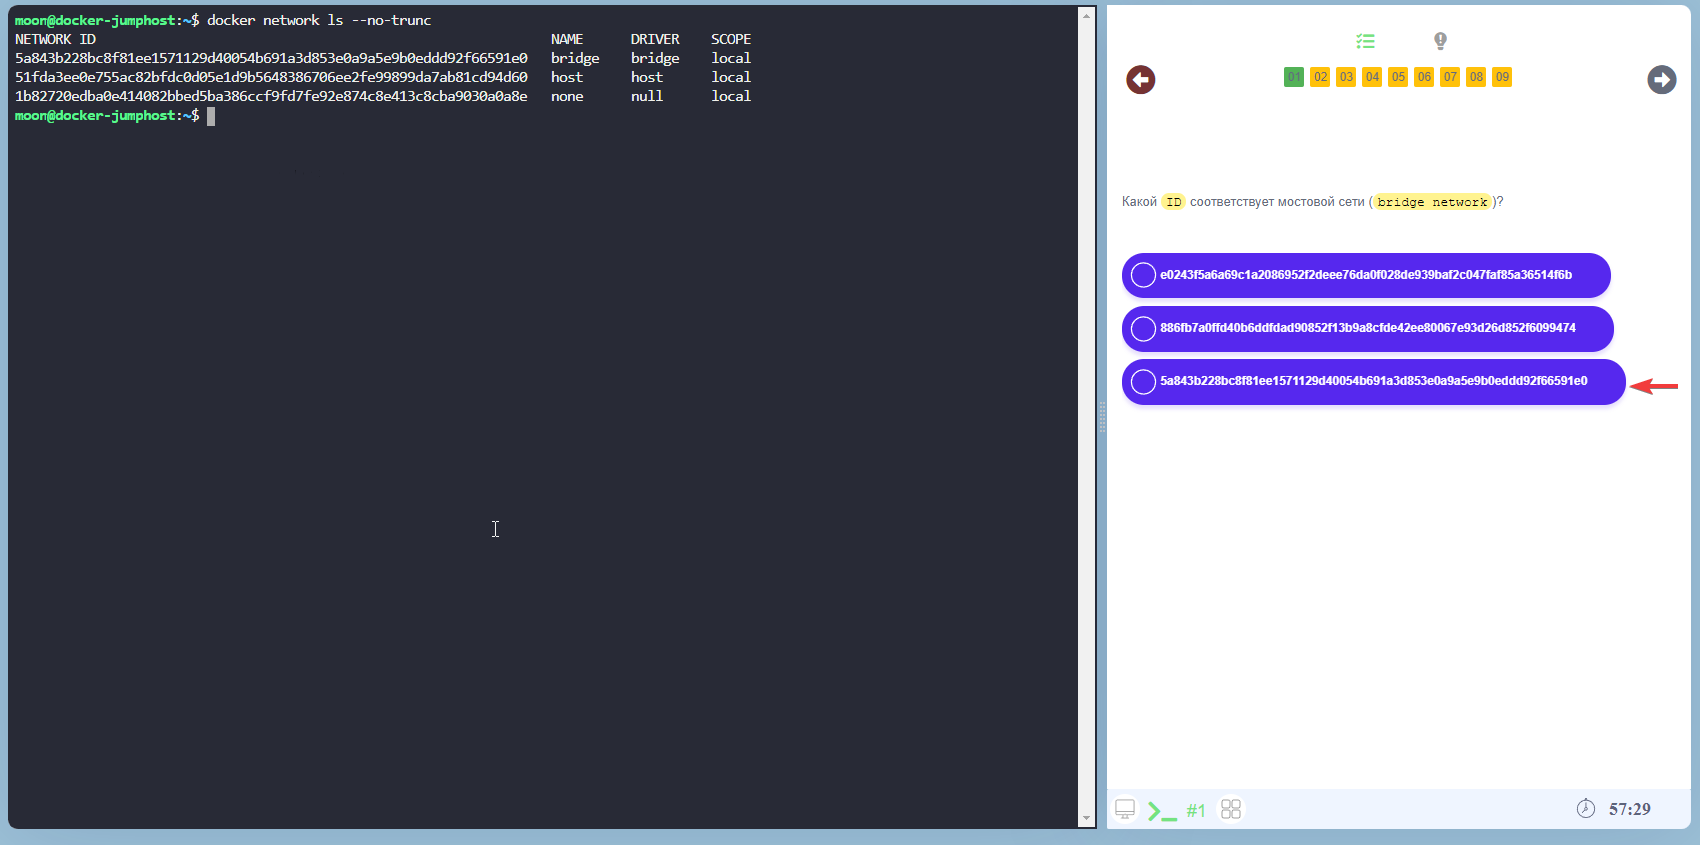 moon@docker-jumphost:~$ docker network ls --no-trunc
NETWORK ID NAME DRIVER SCOPE
5a843b228bc8f81ee1571129d40054b691a3d853e0a9a5e9b0eddd92f66591e0 bridge bridge local
51fda3ee0e755ac82bfdc0d05e1d9b5648386706ee2fe99899da7ab81cd94d60 host host local
1b82720edba0e414082bbed5ba386ccf9fd7fe92e874c8e413c8cba9030a0a8e none null local
moon@docker-jumphost:~$
01 02 03 04 05 06 07 08 09
Какой ID соответствует мостовой сети (bridge network)?
e0243f5a6a69c1a2086952f2deee76da0f028de939baf2c047faf85a36514f6b
886fb7a0ffd40b6ddfdad90852f13b9a8cfde42ee80067e93d26d852f6099474
5a843b228bc8f81ee1571129d40054b691a3d853e0a9a5e9b0eddd92f66591e0
#1
57:29